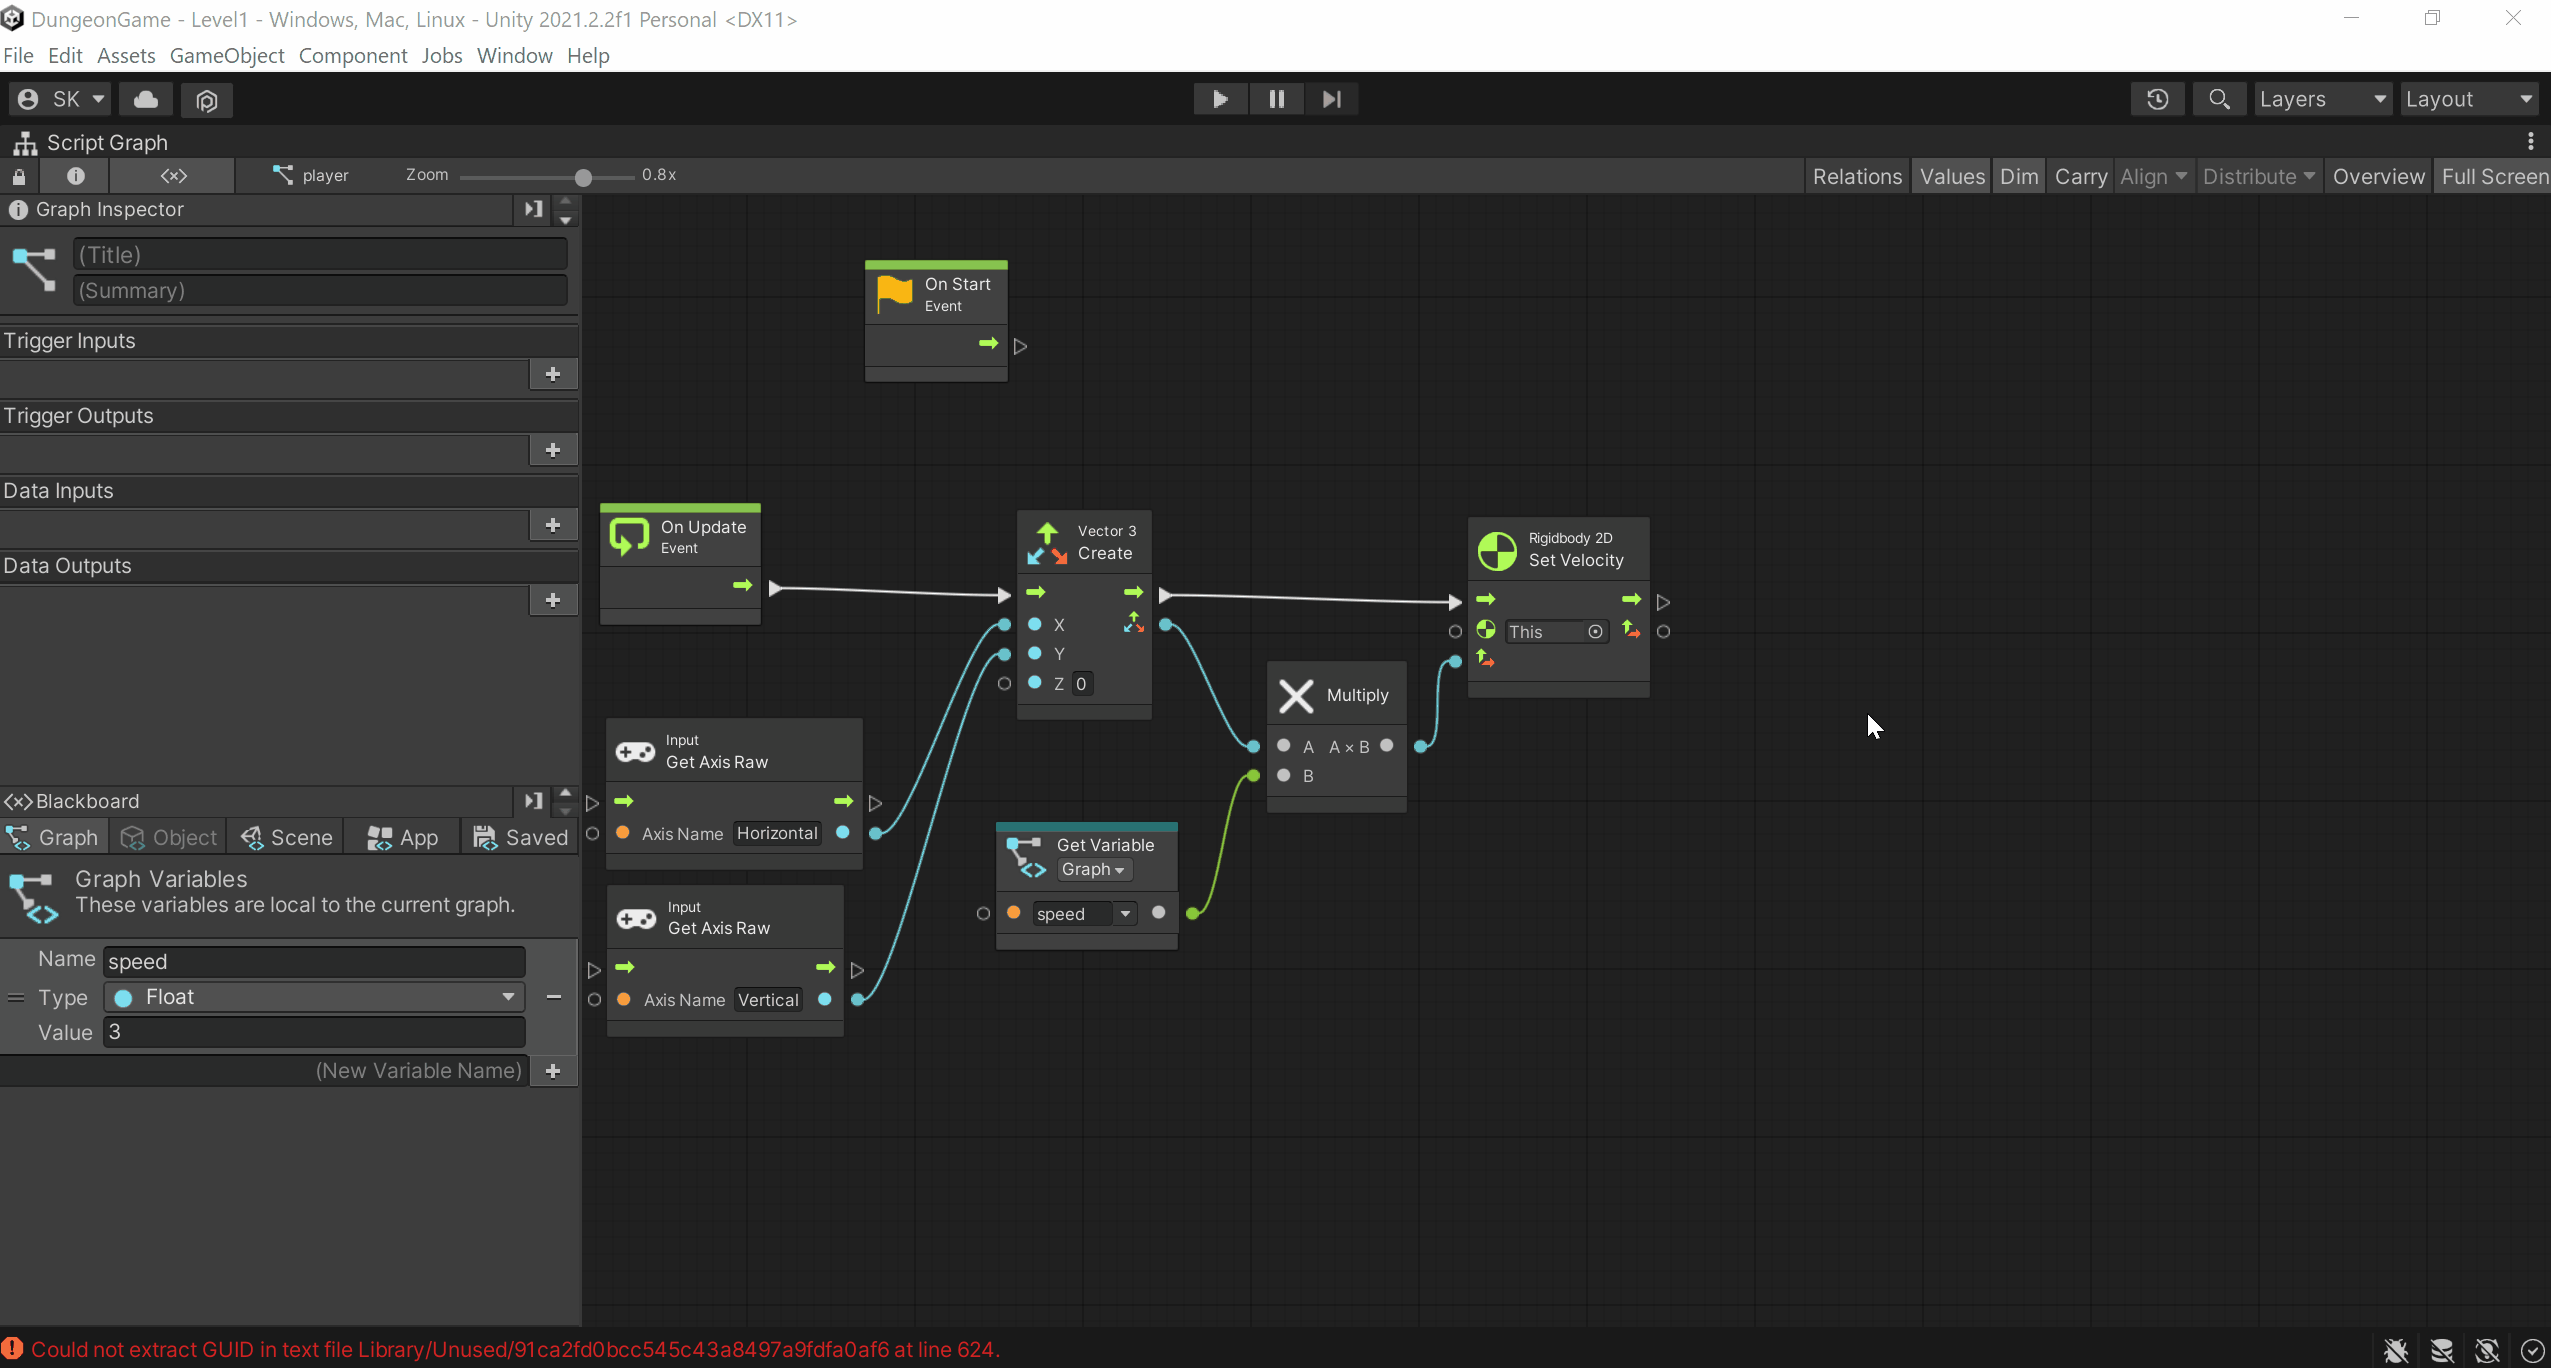 DungeonGame - Level1 - Windows, Mac, Linux - Unity 2021.2.2f1 Personal <DX11>
File Edit Assets GameObject Component Jobs Window Help
SK
Layers
Layout
Script Graph
player
Zoom
0.8x
Relations
Values
Dim
Carry
Align
Distribute
Overview
Full Screen
Graph Inspector
(Title)
(Summary)
Trigger Inputs
Trigger Outputs
Data Inputs
Data Outputs
Blackboard
Graph
Object
Scene
App
Saved
Graph Variables
These variables are local to the current graph.
Name speed
Type Float
Value 3
(New Variable Name)
On Start
Event
On Update
Event
Vector 3
Create
X
Y
Z 0
Rigidbody 2D
Set Velocity
This
Multiply
A A × B
B
Input
Get Axis Raw
Axis Name Horizontal
Input
Get Axis Raw
Axis Name Vertical
Get Variable
Graph
speed
Could not extract GUID in text file Library/Unused/91ca2fd0bcc545c43a8497a9fdfa0af6 at line 624.